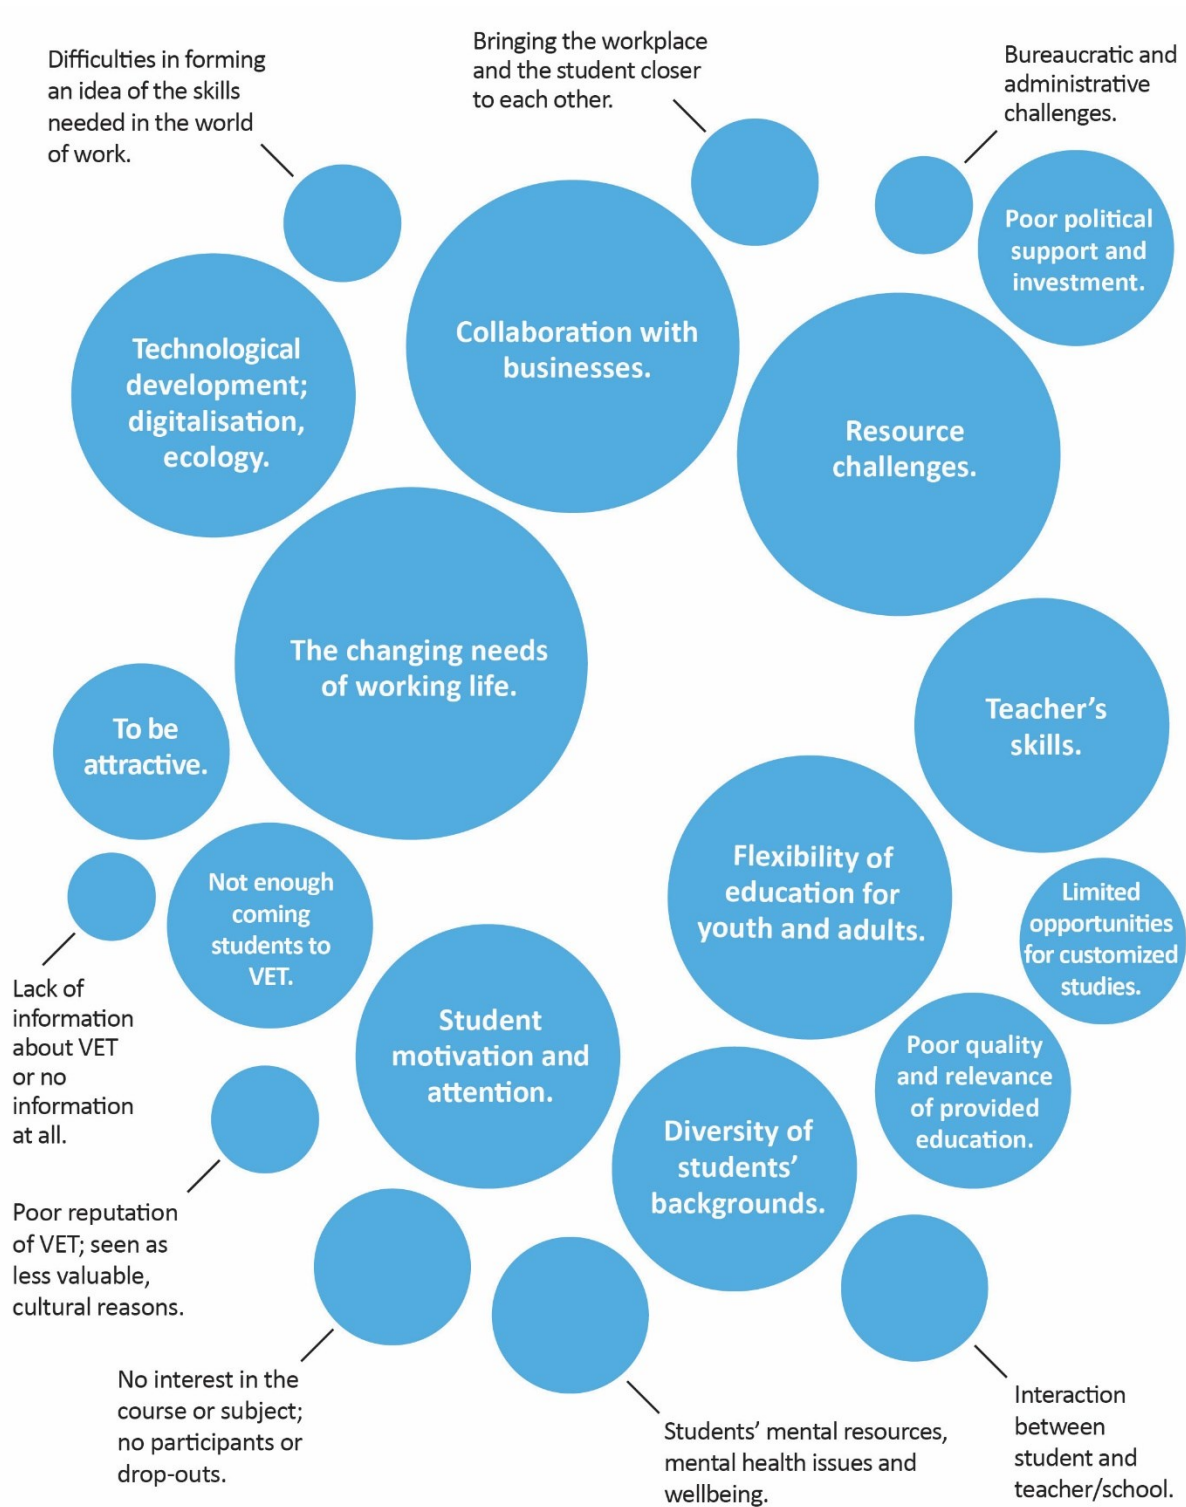 Difficulties in forming
an idea of the skills
needed in the world
of work.
Bringing the workplace
and the student closer
to each other.
Bureaucratic and
administrative
challenges.
Poor political
support and
investment.
Technological
development;
digitalisation,
ecology.
Collaboration with
businesses.
Resource
challenges.
The changing needs
of working life.
Teacher’s
skills.
To be
attractive.
Flexibility of
education for
youth and adults.
Limited
opportunities
for customized
studies.
Not enough
coming
students to
VET.
Lack of
information
about VET
or no
information
at all.
Student
motivation and
attention.
Poor quality
and relevance
of provided
education.
Diversity of
students’
backgrounds.
Poor reputation
of VET; seen as
less valuable,
cultural reasons.
No interest in the
course or subject;
no participants or
drop-outs.
Students’ mental resources,
mental health issues and
wellbeing.
Interaction
between
student and
teacher/school.